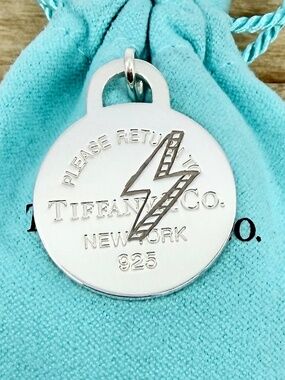 PLEASE RETURN TO
TIFFANY & CO.
NEW YORK
925
T
O.